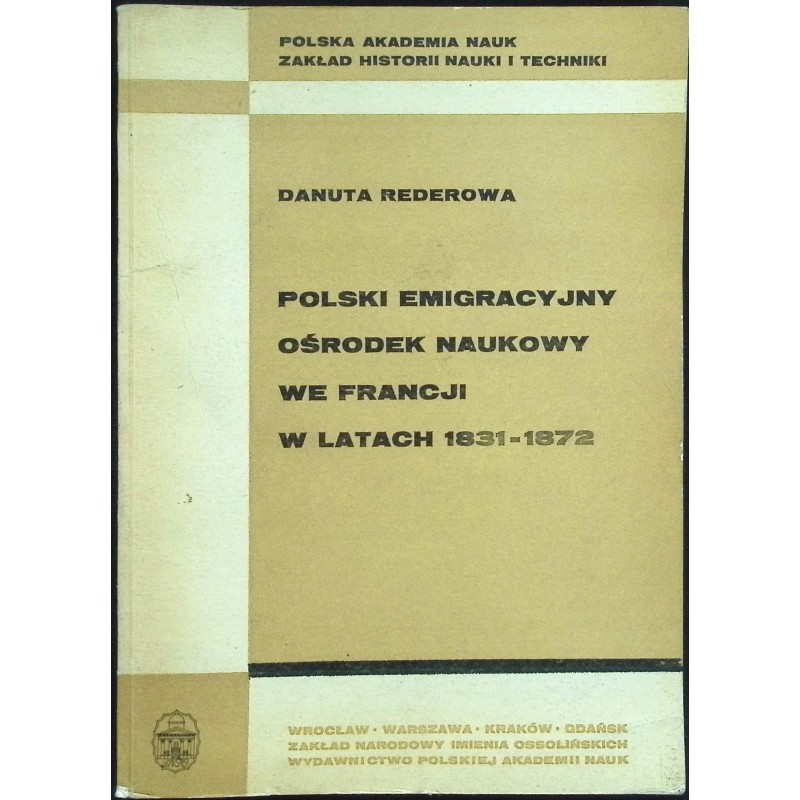 POLSKA AKADEMIA NAUK
ZAKŁAD HISTORII NAUKI I TECHNIKI
DANUTA REDEROWA
POLSKI EMIGRACYJNY
OŚRODEK NAUKOWY
WE FRANCJI
W LATACH 1831-1872
WROCŁAW · WARSZAWA · KRAKÓW · GDAŃSK
ZAKŁAD NARODOWY IMIENIA OSSOLIŃSKICH
WYDAWNICTWO POLSKIEJ AKADEMII NAUK